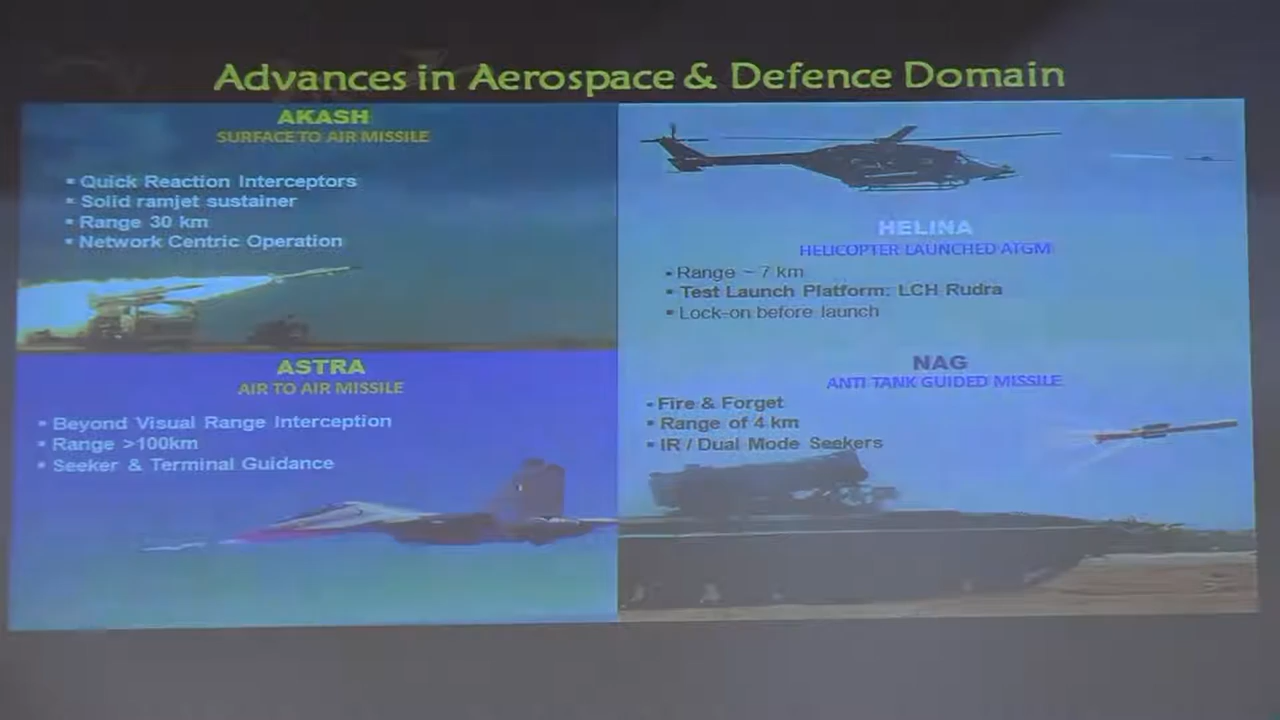 Advances in Aerospace & Defence Domain
AKASH
SURFACE TO AIR MISSILE
▪ Quick Reaction Interceptors
▪ Solid ramjet sustainer
▪ Range 30 km
▪ Network Centric Operation
HELINA
HELICOPTER LAUNCHED ATGM
▪ Range ~ 7 km
▪ Test Launch Platform: LCH Rudra
▪ Lock-on before launch
ASTRA
AIR TO AIR MISSILE
▪ Beyond Visual Range Interception
▪ Range >100km
▪ Seeker & Terminal Guidance
NAG
ANTI TANK GUIDED MISSILE
▪ Fire & Forget
▪ Range of 4 km
▪ IR / Dual Mode Seekers